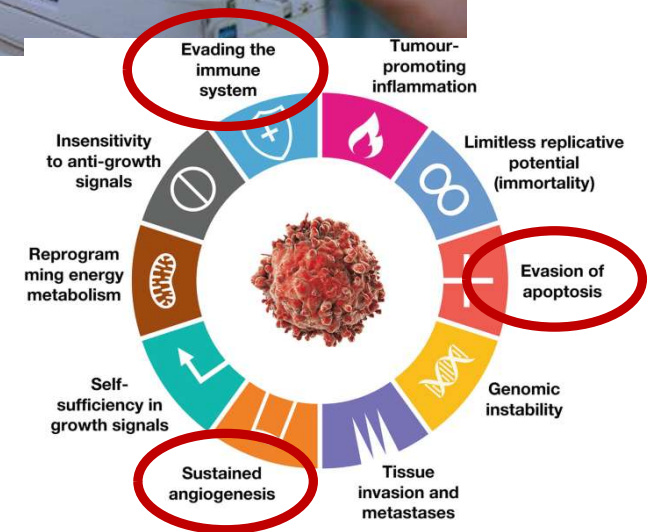 Evading the
immune
system
Tumour-
promoting
inflammation
Limitless replicative
potential
(immortality)
Evasion of
apoptosis
Genomic
instability
Tissue
invasion and
metastases
Sustained
angiogenesis
Self-
sufficiency in
growth signals
Reprogram
ming energy
metabolism
Insensitivity
to anti-growth
signals